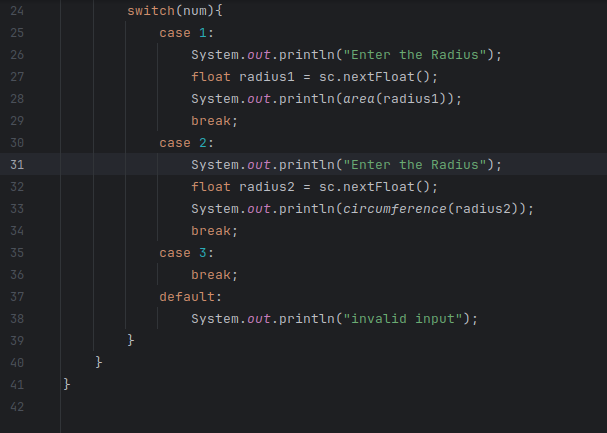 24 switch(num){
25 case 1:
26 System.out.println("Enter the Radius");
27 float radius1 = sc.nextFloat();
28 System.out.println(area(radius1));
29 break;
30 case 2:
31 System.out.println("Enter the Radius");
32 float radius2 = sc.nextFloat();
33 System.out.println(circumference(radius2));
34 break;
35 case 3:
36 break;
37 default:
38 System.out.println("invalid input");
39 }
40 }
41 }
42